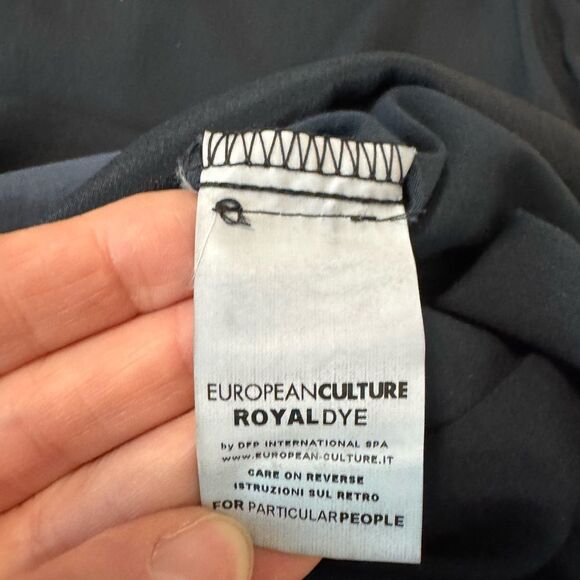 EUROPEANCULTURE
ROYALDYE
by DFP INTERNATIONAL SPA
www.EUROPEAN-CULTURE.IT
CARE ON REVERSE
ISTRUZIONI SUL RETRO
FOR PARTICULARPEOPLE